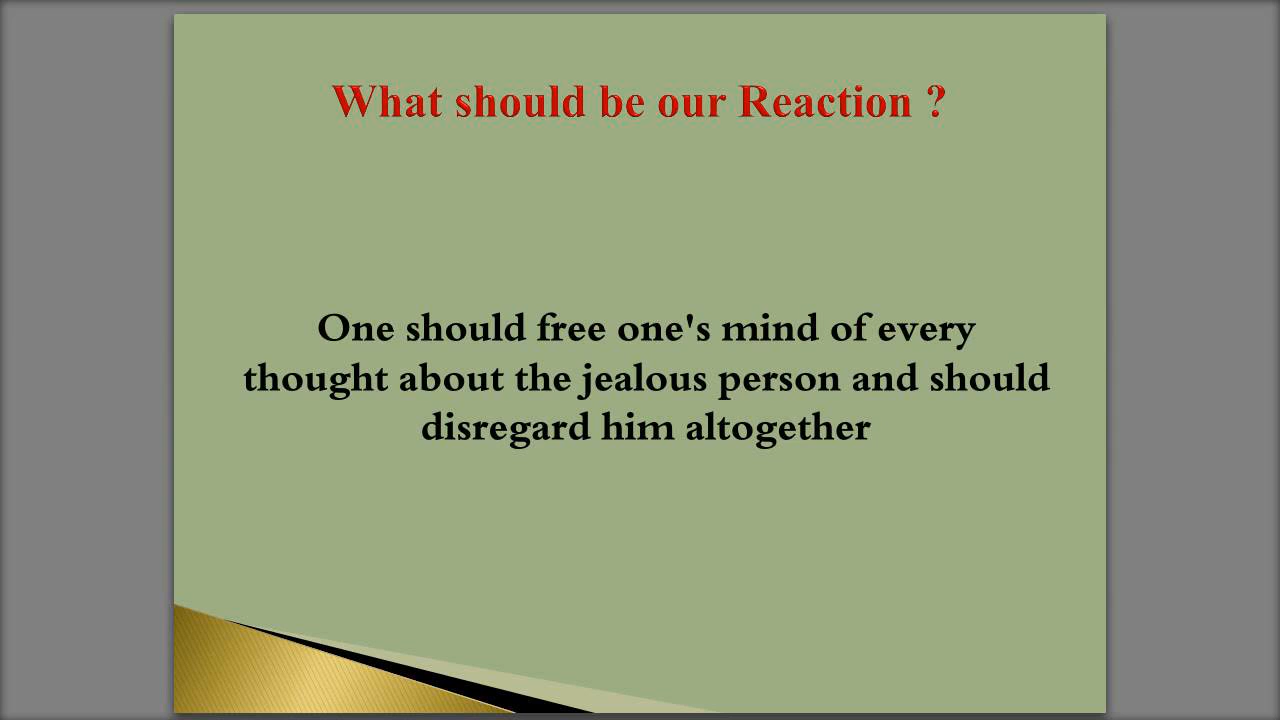 What should be our Reaction ?
One should free one's mind of every
thought about the jealous person and should
disregard him altogether